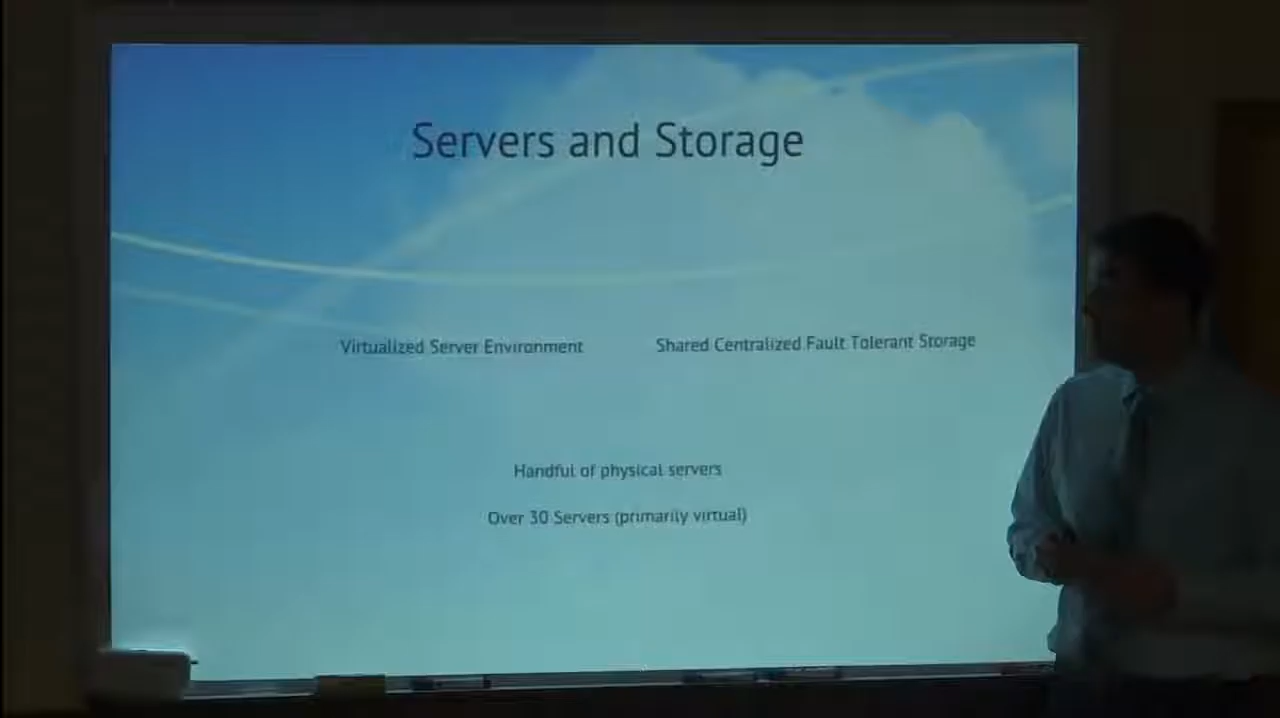 Servers and Storage
Virtualized Server Environment
Shared Centralized Fault Tolerant Storage
Handful of physical servers
Over 30 Servers (primarily virtual)